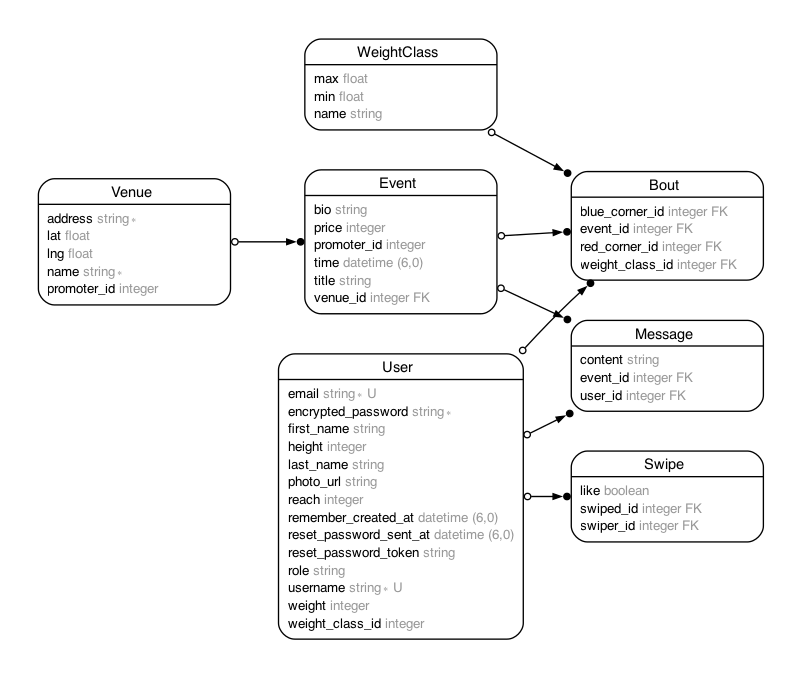 WeightClass
max float
min float
name string
Venue
address string *
lat float
lng float
name string *
promoter_id integer
Event
bio string
price integer
promoter_id integer
time datetime (6,0)
title string
venue_id integer FK
Bout
blue_corner_id integer FK
event_id integer FK
red_corner_id integer FK
weight_class_id integer FK
Message
content string
event_id integer FK
user_id integer FK
User
email string * U
encrypted_password string *
first_name string
height integer
last_name string
photo_url string
reach integer
remember_created_at datetime (6,0)
reset_password_sent_at datetime (6,0)
reset_password_token string
role string
username string * U
weight integer
weight_class_id integer
Swipe
like boolean
swiped_id integer FK
swiper_id integer FK